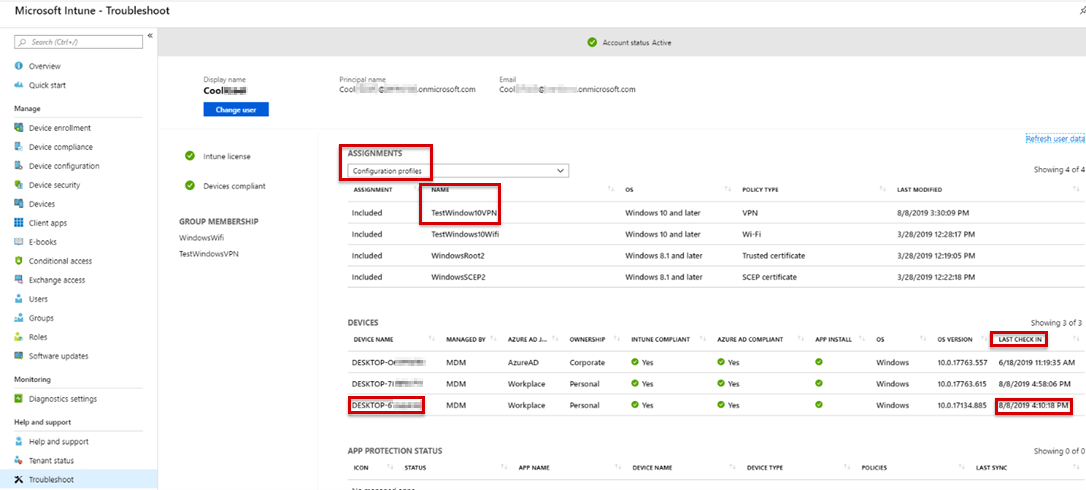 Microsoft Intune - Troubleshoot
Search (Ctrl+/)
«
Overview
Quick start
Manage
Device enrollment
Device compliance
Device configuration
Device security
Devices
Client apps
E-books
Conditional access
Exchange access
Users
Groups
Roles
Software updates
Monitoring
Diagnostics settings
Help and support
Help and support
Tenant status
Troubleshoot
Account status Active
Display name
Cool
Change user
Principal name
Cool .onmicrosoft.com
Email
Cool .onmicrosoft.com
Intune license
Devices compliant
GROUP MEMBERSHIP
WindowsWifi
TestWindowsVPN
Refresh user data
ASSIGNMENTS
Configuration profiles
Showing 4 of 4
ASSIGNMENT NAME OS POLICY TYPE LAST MODIFIED
Included TestWindow10VPN Windows 10 and later VPN 8/8/2019 3:30:09 PM
Included TestWindows10Wifi Windows 10 and later Wi-Fi 3/28/2019 12:28:17 PM
Included WindowsRoot2 Windows 8.1 and later Trusted certificate 3/28/2019 12:19:05 PM
Included WindowsSCEP2 Windows 8.1 and later SCEP certificate 3/28/2019 12:22:18 PM
DEVICES
Showing 3 of 3
DEVICE NAME MANAGED BY AZURE AD J... OWNERSHIP INTUNE COMPLIANT AZURE AD COMPLIANT APP INSTALL OS OS VERSION LAST CHECK IN
DESKTOP- MDM AzureAD Corporate Yes Yes Windows 10.0.17763.557 6/18/2019 11:19:35 AM
DESKTOP-7 MDM Workplace Personal Yes Yes Windows 10.0.17763.615 8/8/2019 4:58:06 PM
DESKTOP-6 MDM Workplace Personal Yes Yes Windows 10.0.17134.885 8/8/2019 4:10:18 PM
APP PROTECTION STATUS
Showing 0 of 0
ICON STATUS APP NAME DEVICE NAME DEVICE TYPE POLICIES LAST SYNC
No managed apps